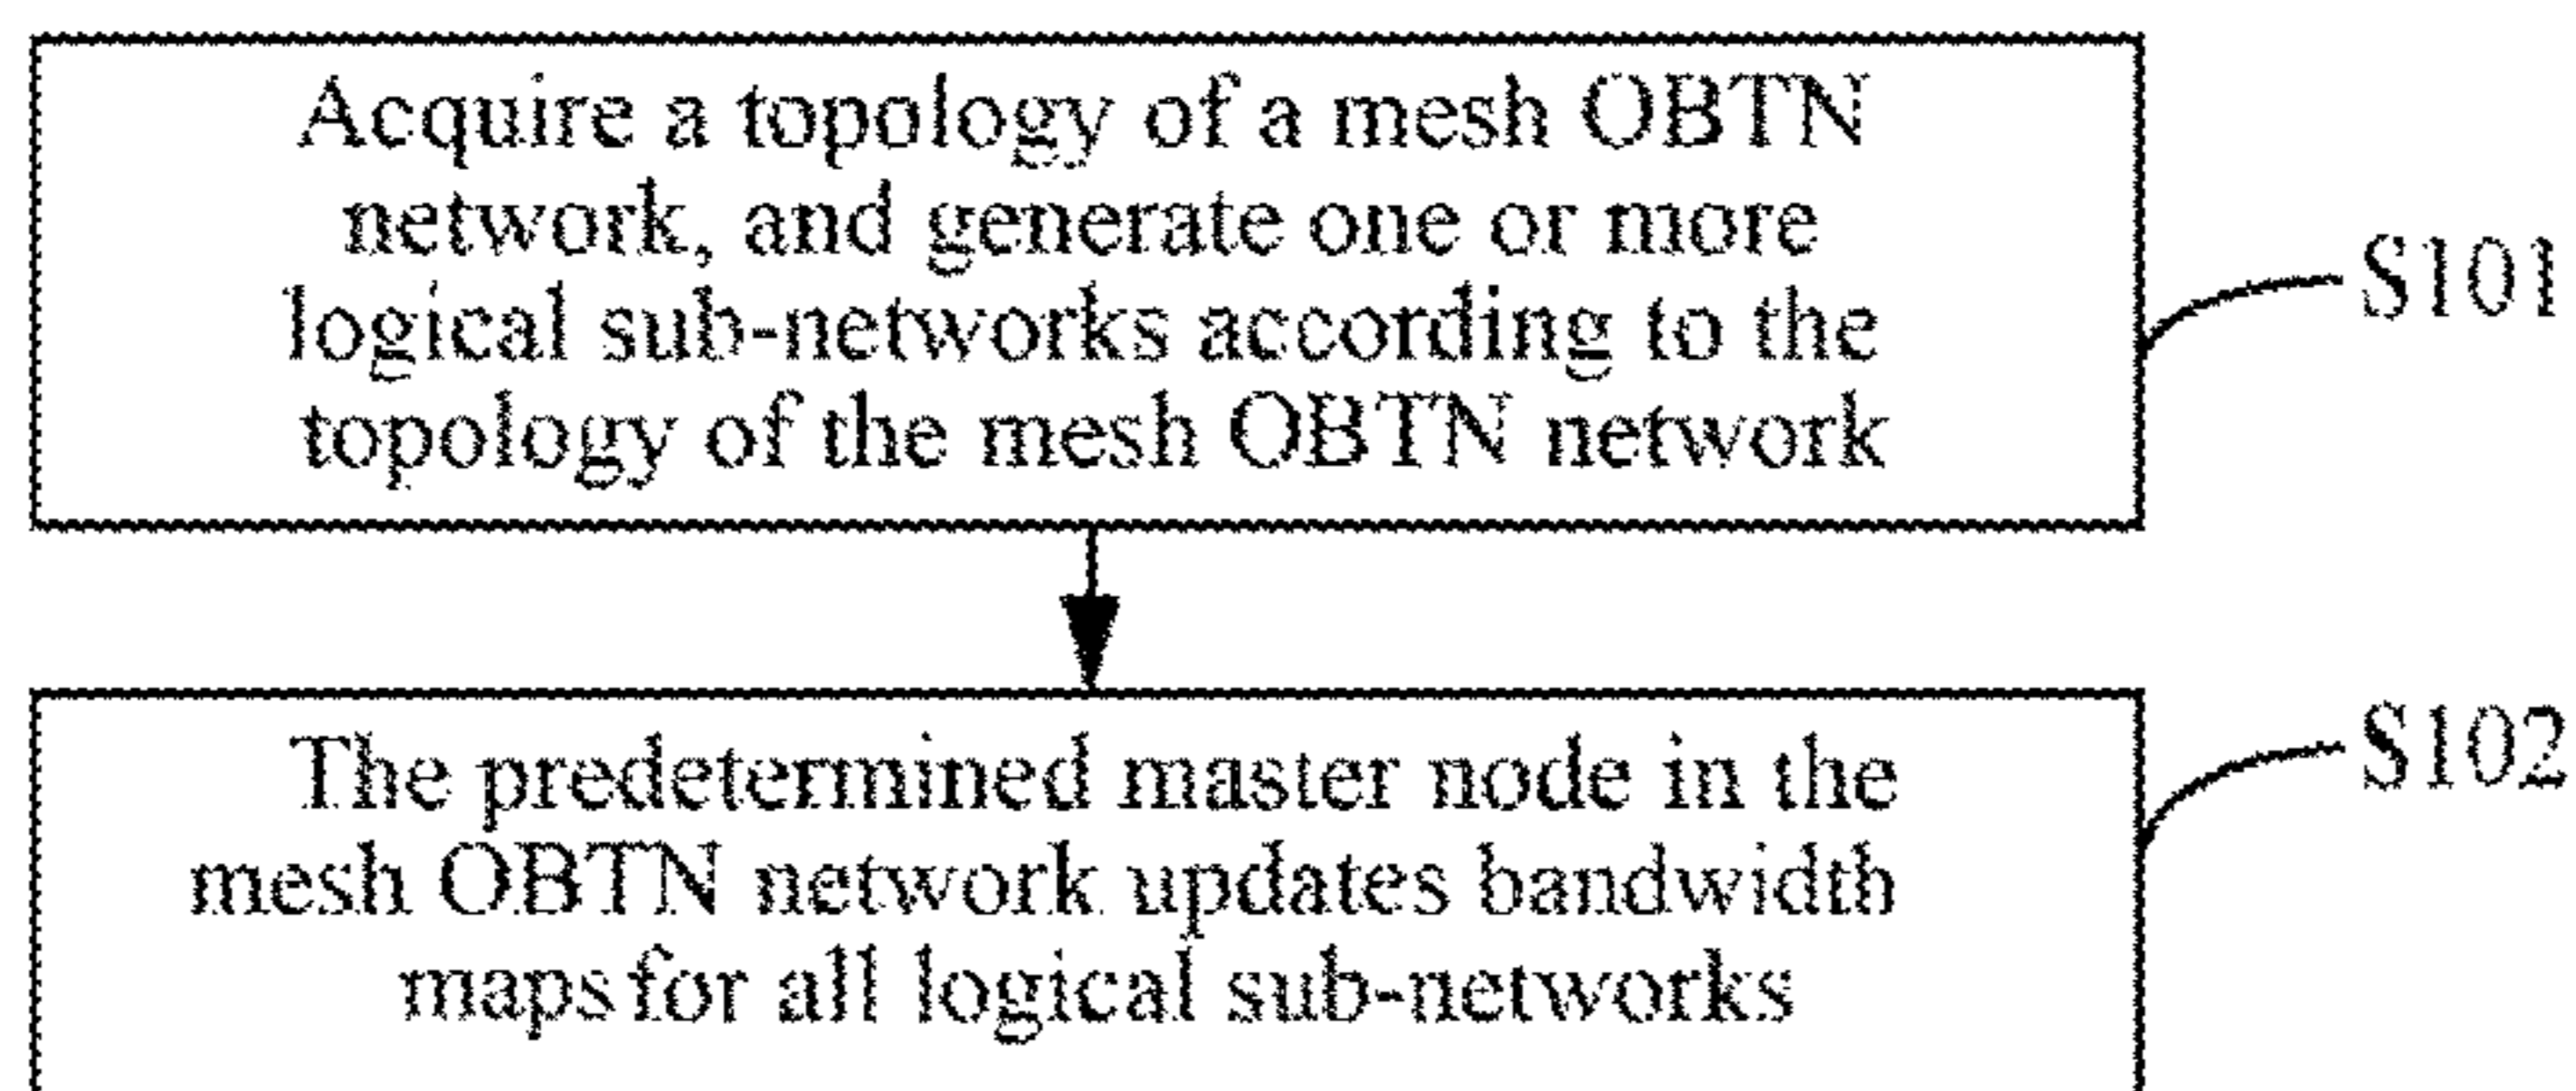 Acquire a topology of a mesh OBTN
network, and generate one or more
logical sub-networks according to the
topology of the mesh OBTN network
S101
The predetermined master node in the
mesh OBTN network updates bandwidth
maps for all logical sub-networks
S102